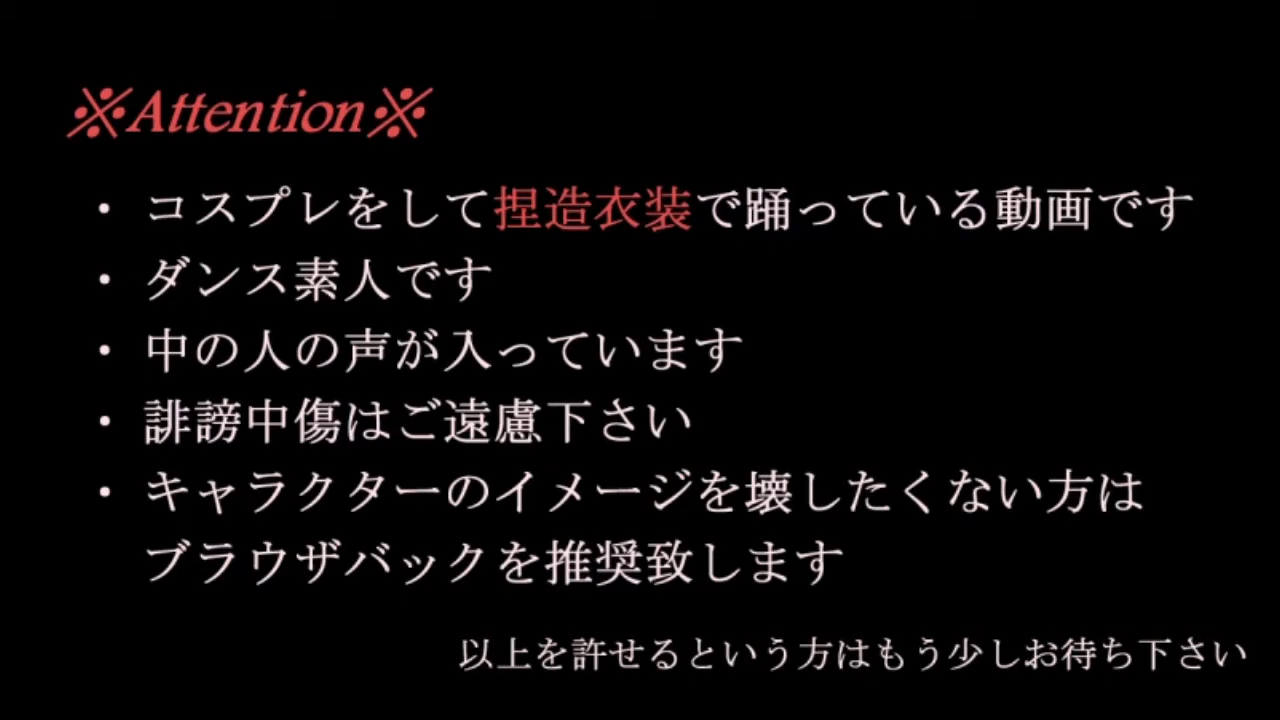 ※Attention※
・ コスプレをして捏造衣装で踊っている動画です
・ ダンス素人です
・ 中の人の声が入っています
・ 誹謗中傷はご遠慮下さい
・ キャラクターのイメージを壊したくない方は
ブラウザバックを推奨致します
以上を許せるという方はもう少しお待ち下さい